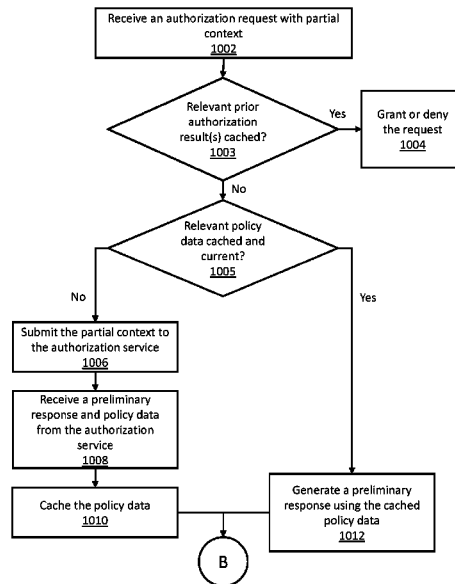 Receive an authorization request with partial
context
1002
Relevant prior
authorization
result(s) cached?
1003
Yes
Grant or deny
the request
1004
No
Relevant policy
data cached and
current?
1005
No
Yes
Submit the partial context to
the authorization service
1006
Receive a preliminary
response and policy data
from the authorization
service
1008
Cache the policy data
1010
Generate a preliminary
response using the cached
policy data
1012
B